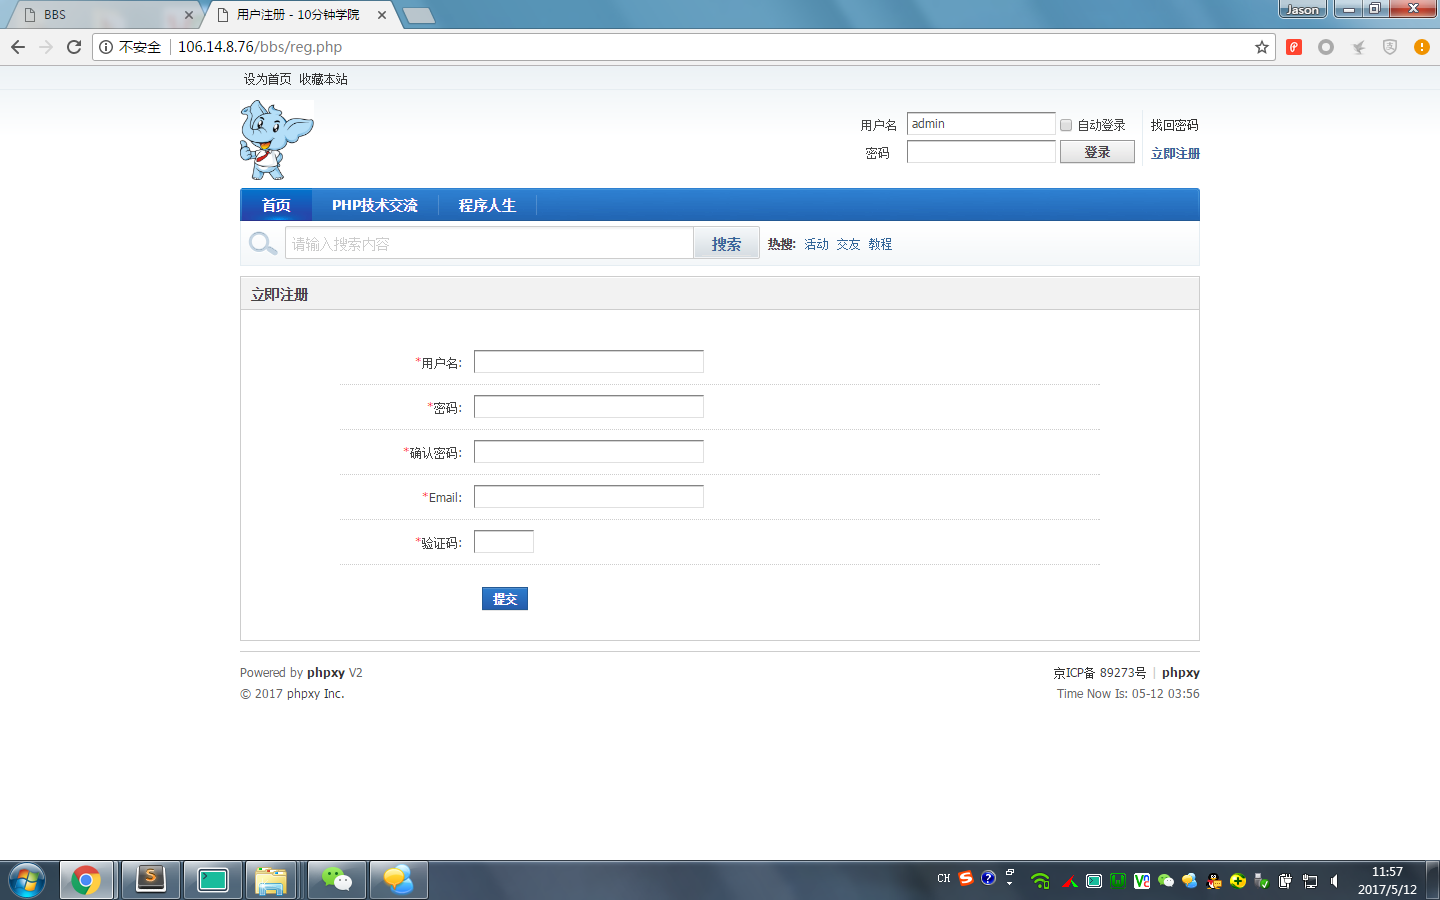 BBS
用户注册 - 10分钟学院
Jason
不安全 106.14.8.76/bbs/reg.php
设为首页 收藏本站
用户名 admin 自动登录 找回密码
密码 登录 立即注册
首页 PHP技术交流 程序人生
请输入搜索内容 搜索 热搜: 活动 交友 教程
立即注册
*用户名:
*密码:
*确认密码:
*Email:
*验证码:
提交
Powered by phpxy V2 京ICP备 89273号 | phpxy
© 2017 phpxy Inc. Time Now Is: 05-12 03:56
CH
11:57
2017/5/12